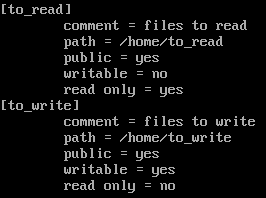 [to_read]
comment = files to read
path = /home/to_read
public = yes
writable = no
read only = yes
[to_write]
comment = files to write
path = /home/to_write
public = yes
writable = yes
read only = no